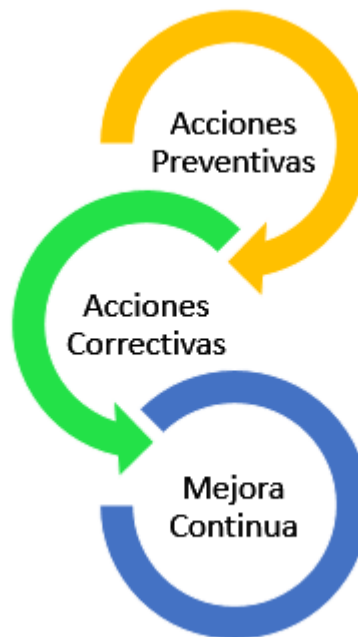 Acciones
Preventivas
Acciones
Correctivas
Mejora
Continua